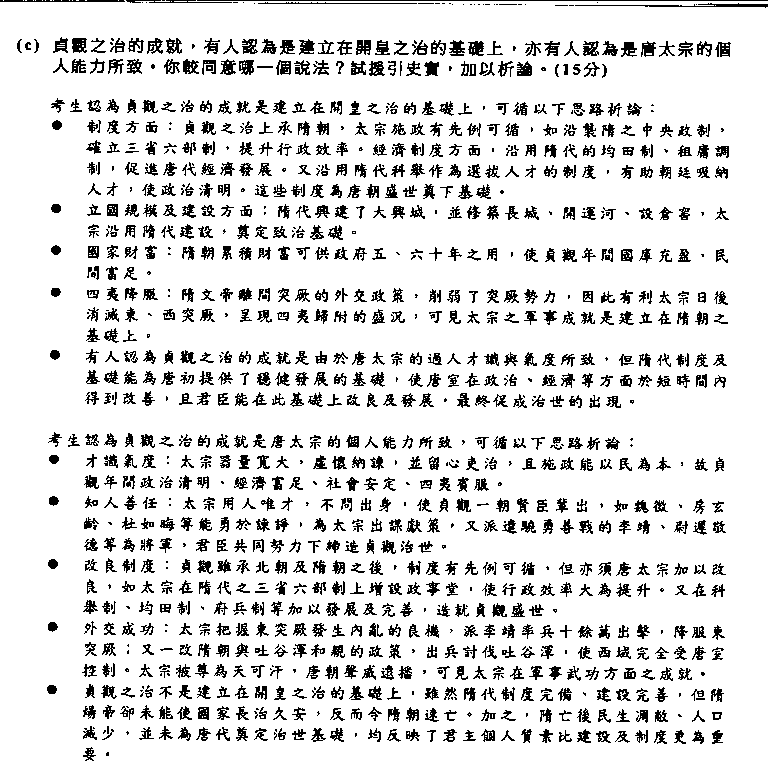 (c) 貞觀之治的成就，有人認為是建立在開皇之治的基礎上，亦有人認為是唐太宗的個
人能力所致。你較同意哪一個說法？試援引史實，加以析論。(15分)
考生認為貞觀之治的成就是建立在開皇之治的基礎上，可循以下思路析論：
● 制度方面：貞觀之治上承隋朝，太宗施政有先例可循，如沿襲隋之中央政制，
確立三省六部制，提升行政效率。經濟制度方面，沿用隋代的均田制、租庸調
制，促進唐代經濟發展。又沿用隋代科舉作為選拔人才的制度，有助朝廷吸納
人才，使政治清明。這些制度為唐朝盛世奠下基礎。
● 立國規模及建設方面：隋代興建了大興城，並修築長城、開運河、設倉窖，太
宗沿用隋代建設，奠定致治基礎。
● 國家財富：隋朝累積財富可供政府五、六十年之用，使貞觀年間國庫充盈，民
間富足。
● 四夷降服：隋文帝離間突厥的外交政策，削弱了突厥勢力，因此有利太宗日後
消滅東、西突厥，呈現四夷歸附的盛況，可見太宗之軍事成就是建立在隋朝之
基礎上。
● 有人認為貞觀之治的成就是由於唐太宗的過人才識與氣度所致，但隋代制度及
基礎能為唐初提供了穩健發展的基礎，使唐室在政治、經濟等方面於短時間內
得到改善，且君臣能在此基礎上改良及發展，最終促成治世的出現。
考生認為貞觀之治的成就是唐太宗的個人能力所致，可循以下思路析論：
● 才識氣度：太宗器量寬大，虛懷納諫，並留心吏治，且施政能以民為本，故貞
觀年間政治清明、經濟富足、社會安定、四夷賓服。
● 知人善任：太宗用人唯才，不問出身，使貞觀一朝賢臣輩出，如魏徵、房玄
齡、杜如晦等能勇於諫諍，為太宗出謀獻策，又派遣驍勇善戰的李靖、尉遲敬
德等為將軍，君臣共同努力下締造貞觀治世。
● 改良制度：貞觀雖承北朝及隋朝之後，制度有先例可循，但亦須唐太宗加以改
良，如太宗在隋代之三省六部制上增設政事堂，使行政效率大為提升。又在科
舉制、均田制、府兵制等加以發展及完善，造就貞觀盛世。
● 外交成功：太宗把握東突厥發生內亂的良機，派李靖率兵十餘萬出擊，降服東
突厥；又一改隋朝與吐谷渾和親的政策，出兵討伐吐谷渾，使西域完全受唐室
控制。太宗被尊為天可汗，唐朝聲威遠播，可見太宗在軍事武功方面之成就。
● 貞觀之治不是建立在開皇之治的基礎上，雖然隋代制度完備、建設完善，但隋
煬帝卻未能使國家長治久安，反而令隋朝速亡。加之，隋亡後民生凋敝、人口
減少，並未為唐代奠定治世基礎，均反映了君主個人質素比建設及制度更為重
要。